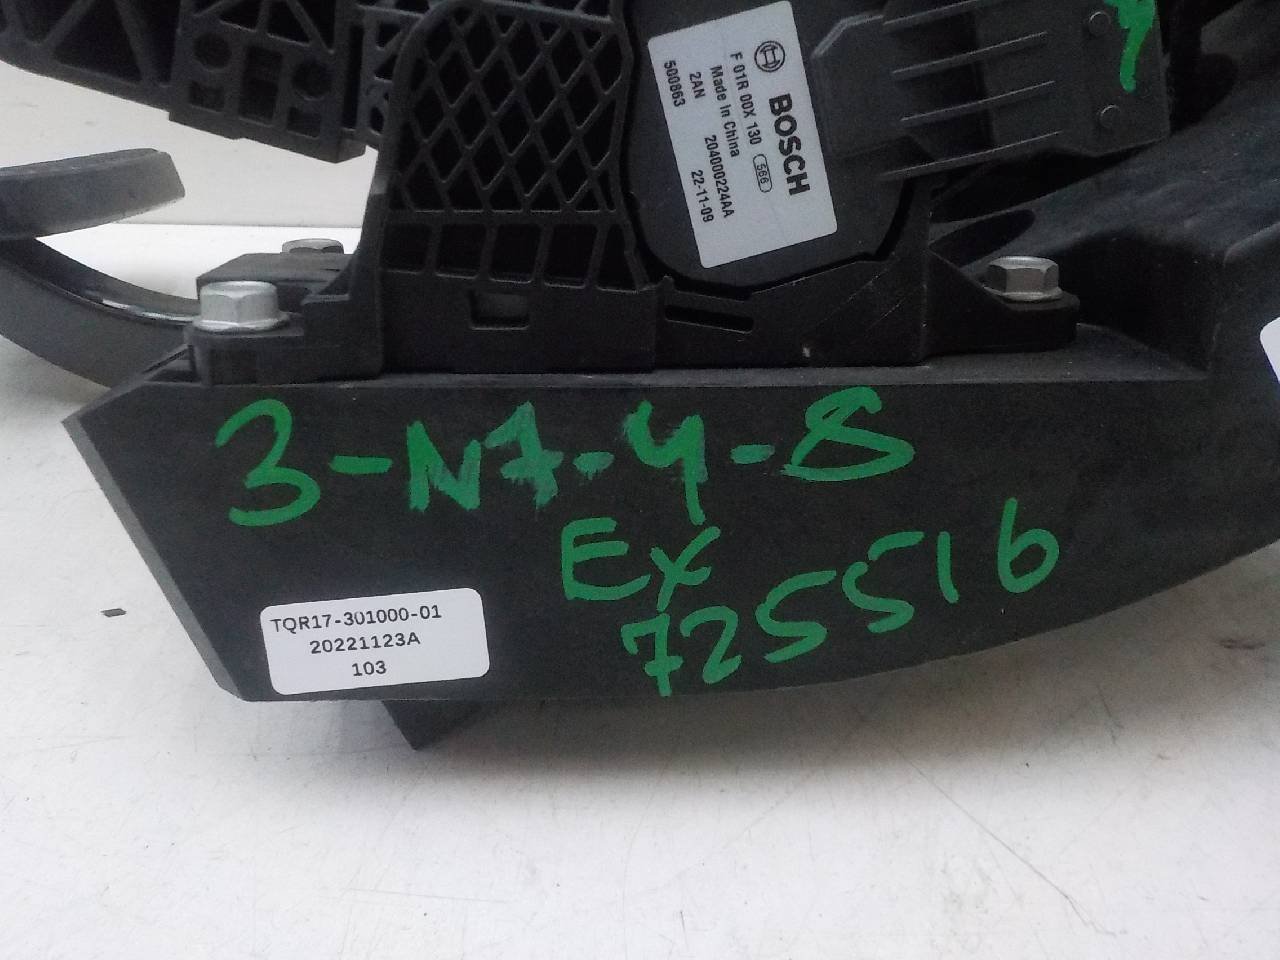 BOSCH
F 01R 00X 130 566
Made in China
2AN 204000224AA
500863 22-11-09
3-N7-4-8
Ex
725516
TQR17-301000-01
20221123A
103